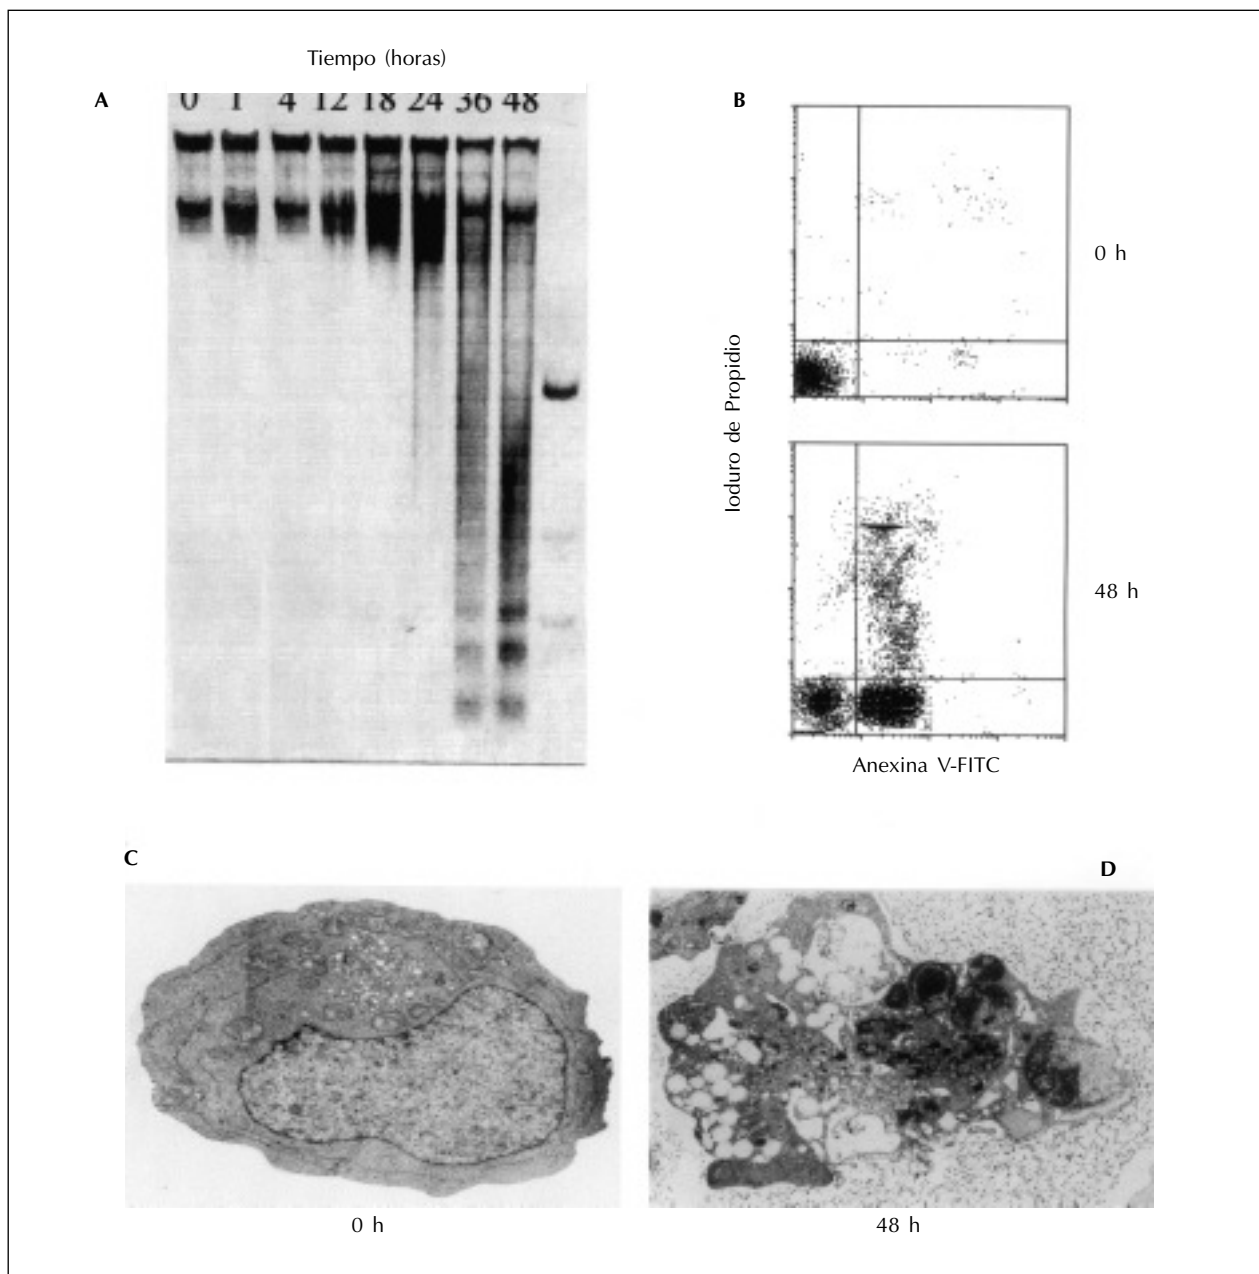 Tiempo (horas)
A
0 1 4 12 18 24 36 48
B
0 h
Ioduro de Propidio
48 h
Anexina V-FITC
C
D
0 h
48 h